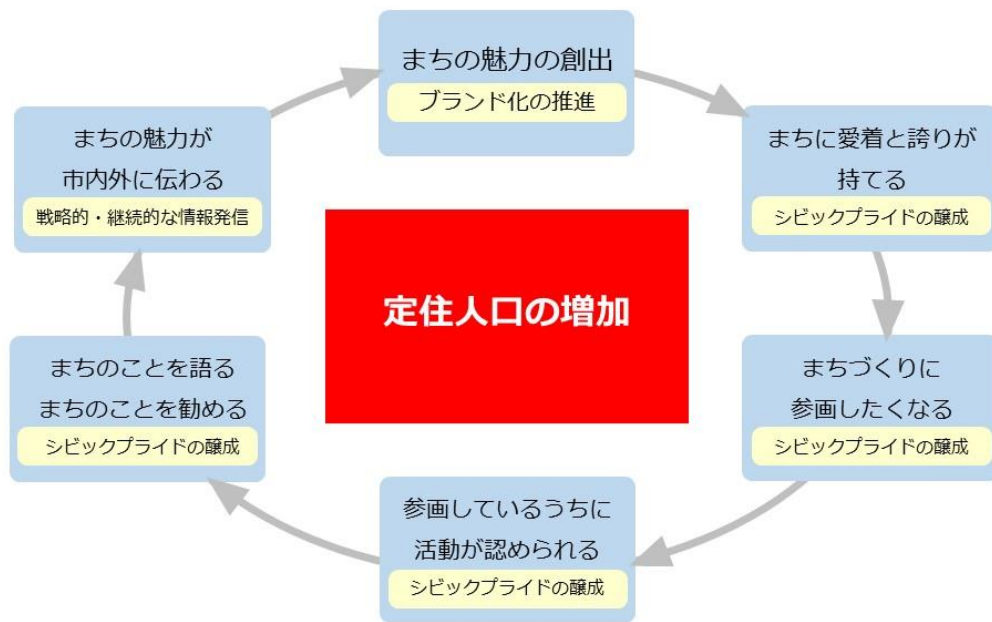 まちの魅力の創出
ブランド化の推進
まちに愛着と誇りが
持てる
シビックプライドの醸成
まちづくりに
参画したくなる
シビックプライドの醸成
参画しているうちに
活動が認められる
シビックプライドの醸成
まちのことを語る
まちのことを勧める
シビックプライドの醸成
まちの魅力が
市内外に伝わる
戦略的・継続的な情報発信
定住人口の増加